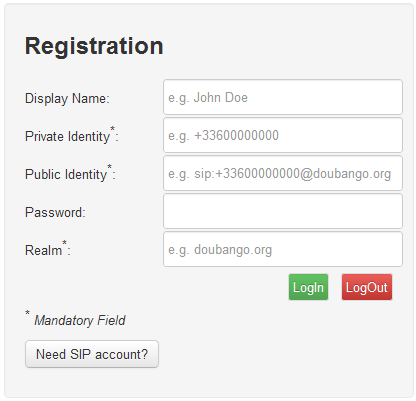 Registration
Display Name: e.g. John Doe
Private Identity*: e.g. +33600000000
Public Identity*: e.g. sip:+33600000000@doubango.org
Password:
Realm*: e.g. doubango.org
LogIn LogOut
* Mandatory Field
Need SIP account?